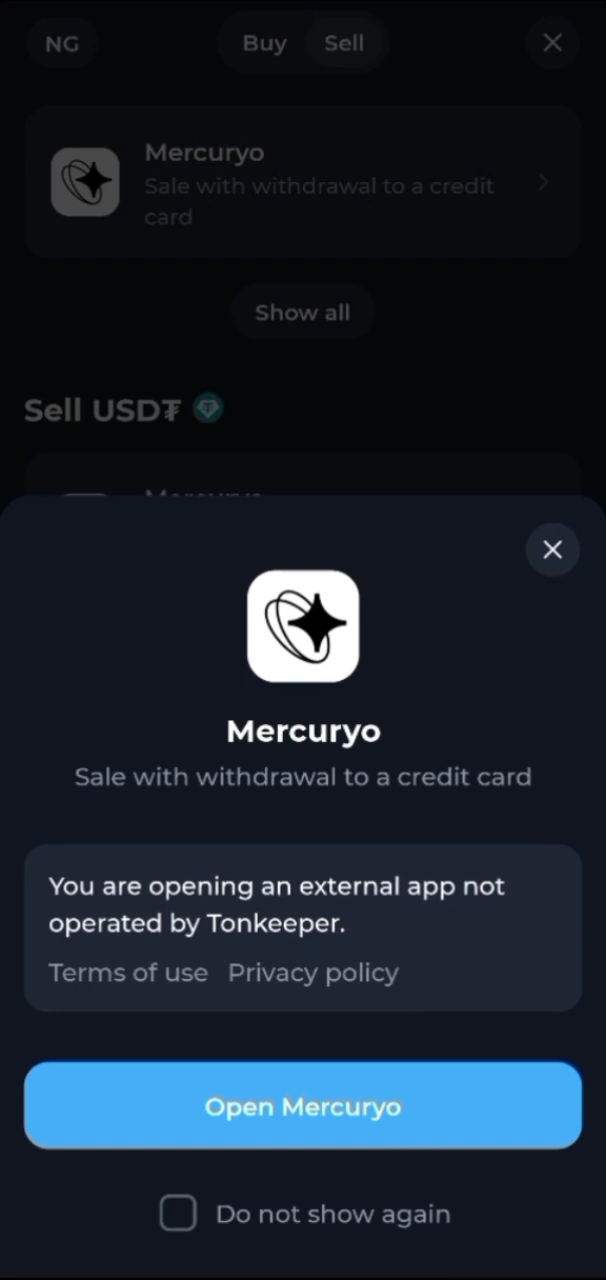 NG
Buy
Sell
Mercuryo
Sale with withdrawal to a credit
card
Show all
Sell USD₮
Mercuryo
Mercuryo
Sale with withdrawal to a credit card
You are opening an external app not
operated by Tonkeeper.
Terms of use Privacy policy
Open Mercuryo
Do not show again